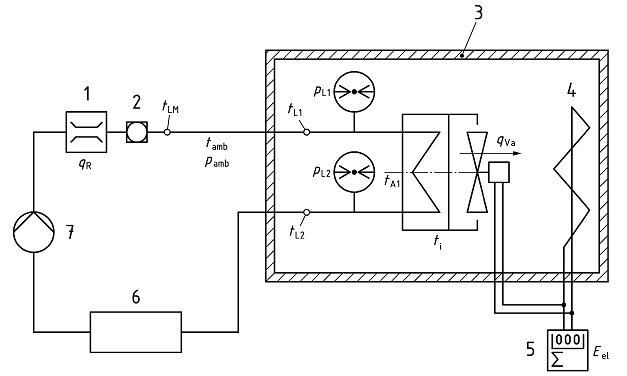 3
1
2
t_LM
p_L1
4
t_L1
q_R
t_amb
p_amb
q_Va
p_L2
t_A1
7
t_L2
t_i
6
5
000
Σ
E_el